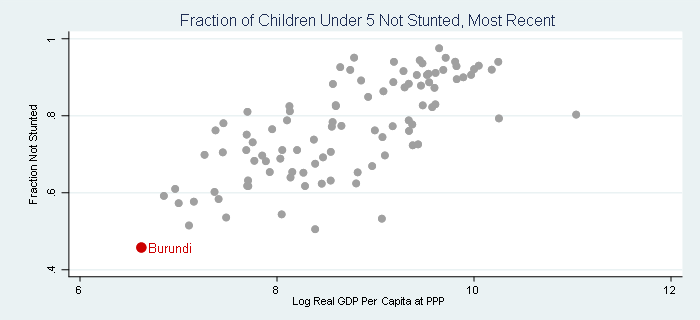 Fraction of Children Under 5 Not Stunted, Most Recent
Fraction Not Stunted
1
.8
.6
.4
Burundi
6
8
10
12
Log Real GDP Per Capita at PPP